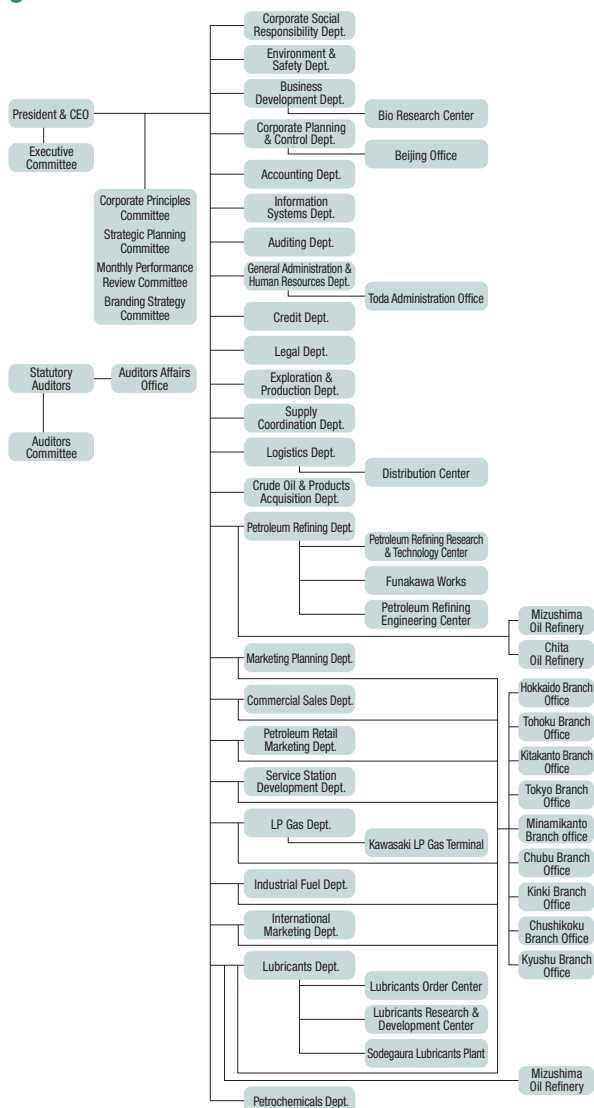 Corporate Social
Responsibility Dept.
Environment &
Safety Dept.
Business
Development Dept.
President & CEO
Bio Research Center
Corporate Planning
& Control Dept.
Executive
Committee
Beijing Office
Accounting Dept.
Corporate Principles
Committee
Strategic Planning
Committee
Monthly Performance
Review Committee
Branding Strategy
Committee
Information
Systems Dept.
Auditing Dept.
General Administration &
Human Resources Dept.
Toda Administration Office
Credit Dept.
Legal Dept.
Statutory
Auditors
Auditors Affairs
Office
Exploration &
Production Dept.
Supply
Coordination Dept.
Auditors
Committee
Logistics Dept.
Distribution Center
Crude Oil & Products
Acquisition Dept.
Petroleum Refining Dept.
Petroleum Refining Research
& Technology Center
Funakawa Works
Petroleum Refining
Engineering Center
Mizushima
Oil Refinery
Chita
Oil Refinery
Marketing Planning Dept.
Hokkaido Branch
Office
Commercial Sales Dept.
Tohoku Branch
Office
Petroleum Retail
Marketing Dept.
Kitakanto Branch
Office
Service Station
Development Dept.
Tokyo Branch
Office
LP Gas Dept.
Minamikanto
Branch office
Kawasaki LP Gas Terminal
Chubu Branch
Office
Industrial Fuel Dept.
Kinki Branch
Office
International
Marketing Dept.
Chushikoku
Branch Office
Lubricants Dept.
Kyushu Branch
Office
Lubricants Order Center
Lubricants Research &
Development Center
Sodegaura Lubricants Plant
Mizushima
Oil Refinery
Petrochemicals Dept.